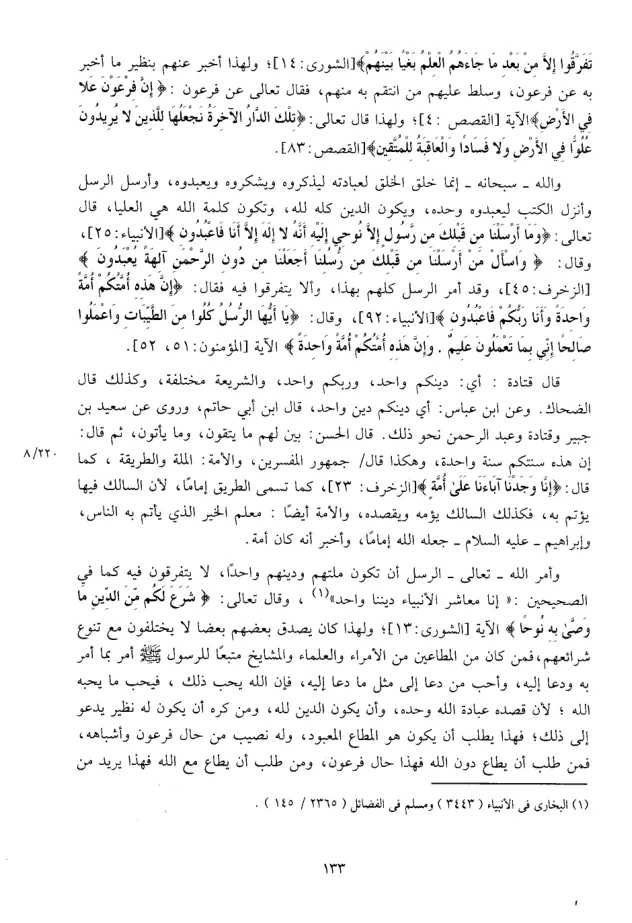 تَفَرَّقُوا إِلاَّ مِنْ بَعْدِ مَا جَاءَهُمُ الْعِلْمُ بَغْيًا بَيْنَهُمْ﴾[الشورى:١٤]؛ ولهذا أخبر عنهم بنظير ما أخبر
به عن فرعون، وسلط عليهم من انتقم به منهم، فقال تعالى عن فرعون :﴿ إِنَّ فِرْعَوْنَ عَلا
فِي الأَرْضِ﴾الآية [القصص :٤]؛ ولهذا قال تعالى:﴿تِلْكَ الدَّارُ الآخِرَةُ نَجْعَلُهَا لِلَّذِينَ لا يُرِيدُونَ
عُلُوًّا فِي الأَرْضِ وَلا فَسَادًا وَالْعَاقِبَةُ لِلْمُتَّقِينَ﴾[القصص:٨٣].
والله ـ سبحانه ـ إنما خلق الخلق لعبادته ليذكروه ويشكروه ويعبدوه، وأرسل الرسل
وأنزل الكتب ليعبدوه وحده، ويكون الدين كله لله، وتكون كلمة الله هي العليا، قال
تعالى: ﴿وَمَا أَرْسَلْنَا مِن قَبْلِكَ مِن رَّسُولٍ إِلاَّ نُوحِي إِلَيْهِ أَنَّهُ لا إِلَهَ إِلاَّ أَنَا فَاعْبُدُونِ ﴾[الأنبياء:٢٥]،
وقال: ﴿ وَاسْأَلْ مَنْ أَرْسَلْنَا مِن قَبْلِكَ مِن رُّسُلِنَا أَجَعَلْنَا مِن دُونِ الرَّحْمَنِ آلِهَةً يُعْبَدُونَ ﴾
[الزخرف:٤٥]، وقد أمر الرسل كلهم بهذا، وألا يتفرقوا فيه فقال: ﴿إِنَّ هَذِهِ أُمَّتُكُمْ أُمَّةً
وَاحِدَةً وَأَنَا رَبُّكُمْ فَاعْبُدُونِ ﴾[الأنبياء:٩٢]، وقال: ﴿يَا أَيُّهَا الرُّسُلُ كُلُوا مِنَ الطَّيِّبَاتِ وَاعْمَلُوا
صَالِحًا إِنِّي بِمَا تَعْمَلُونَ عَلِيمٌ . وَإِنَّ هَذِهِ أُمَّتُكُمْ أُمَّةً وَاحِدَةً ﴾ الآية [المؤمنون:٥١، ٥٢].
قال قتادة : أي: دينكم واحد، وربكم واحد، والشريعة مختلفة، وكذلك قال
الضحاك. وعن ابن عباس: أي دينكم دين واحد، قال ابن أبي حاتم، وروى عن سعيد بن
جبير وقتادة وعبد الرحمن نحو ذلك. قال الحسن: بين لهم ما يتقون، وما يأتون، ثم قال:
إن هذه سنتكم سنة واحدة، وهكذا قال/ جمهور المفسرين، والأمة: الملة والطريقة ، كما
٨/٢٢٠
قال: ﴿إِنَّا وَجَدْنَا آبَاءَنَا عَلَى أُمَّةٍ ﴾[الزخرف: ٢٣]، كما تسمى الطريق إمامًا، لأن السالك فيها
يؤتم به، فكذلك السالك يؤمه ويقصده، والأمة أيضًا : معلم الخير الذي يأتم به الناس،
وإبراهيم ـ عليه السلام ـ جعله الله إمامًا، وأخبر أنه كان أمة.
وأمر الله ـ تعالى ـ الرسل أن تكون ملتهم ودينهم واحدًا، لا يتفرقون فيه كما في
الصحيحين :« إنا معاشر الأنبياء ديننا واحد»(١) ، وقال تعالى: ﴿ شَرَعَ لَكُم مِّنَ الدِّينِ مَا
وَصَّى بِهِ نُوحًا ﴾ الآية [الشورى:١٣]؛ ولهذا كان يصدق بعضهم بعضا لا يختلفون مع تنوع
شرائعهم،فمن كان من المطاعين من الأمراء والعلماء والمشايخ متبعًا للرسول ﷺ أمر بما أمر
به ودعا إليه، وأحب من دعا إلى مثل ما دعا إليه، فإن الله يحب ذلك ، فيحب ما يحبه
الله ؛ لأن قصده عبادة الله وحده، وأن يكون الدين لله، ومن كره أن يكون له نظير يدعو
إلى ذلك؛ فهذا يطلب أن يكون هو المطاع المعبود، وله نصيب من حال فرعون وأشباهه،
فمن طلب أن يطاع دون الله فهذا حال فرعون، ومن طلب أن يطاع مع الله فهذا يريد من
(١) البخارى فى الأنبياء ( ٣٤٤٣ ) ومسلم فى الفضائل ( ٢٣٦٥ / ١٤٥ ) .
١٣٣